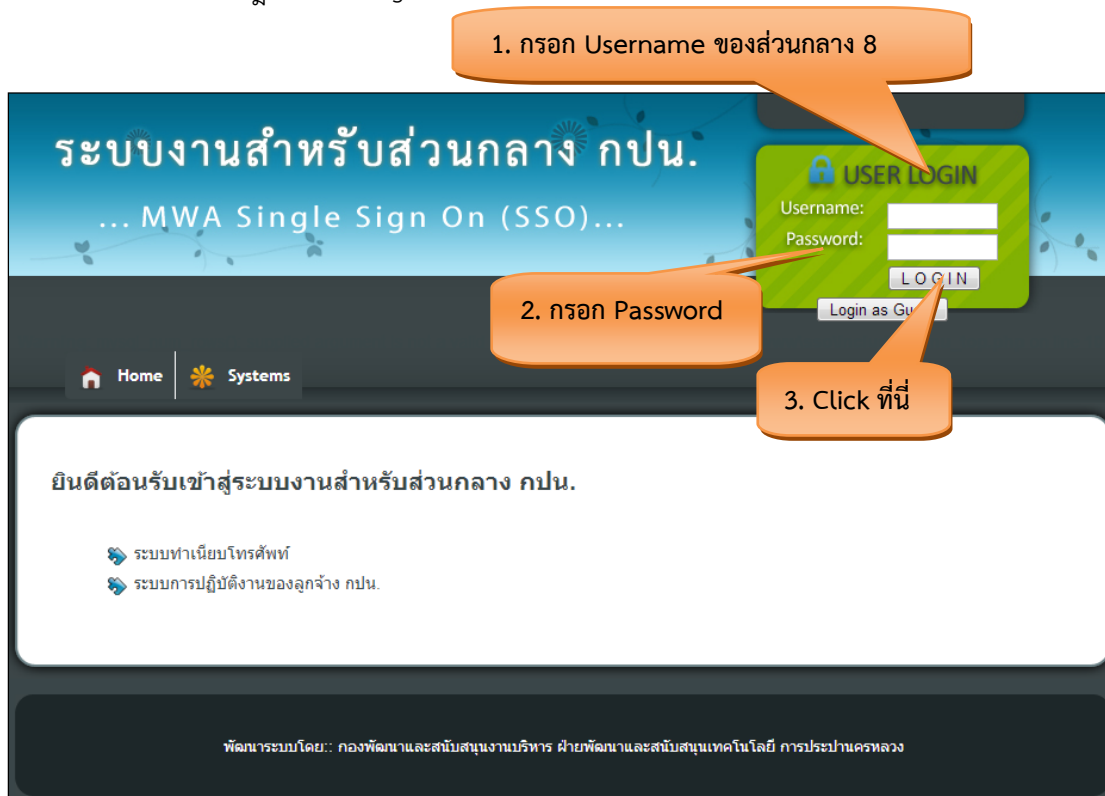 1. กรอก Username ของส่วนกลาง 8
ระบบงานสำหรับส่วนกลาง กปน.
... MWA Single Sign On (SSO)...
USER LOGIN
Username:
Password:
LOGIN
2. กรอก Password
Login as Gu
3. Click ที่นี่
Home
Systems
ยินดีต้อนรับเข้าสู่ระบบงานสำหรับส่วนกลาง กปน.
ระบบทำเนียบโทรศัพท์
ระบบการปฏิบัติงานของลูกจ้าง กปน.
พัฒนาระบบโดย:: กองพัฒนาและสนับสนุนงานบริหาร ฝ่ายพัฒนาและสนับสนุนเทคโนโลยี การประปานครหลวง